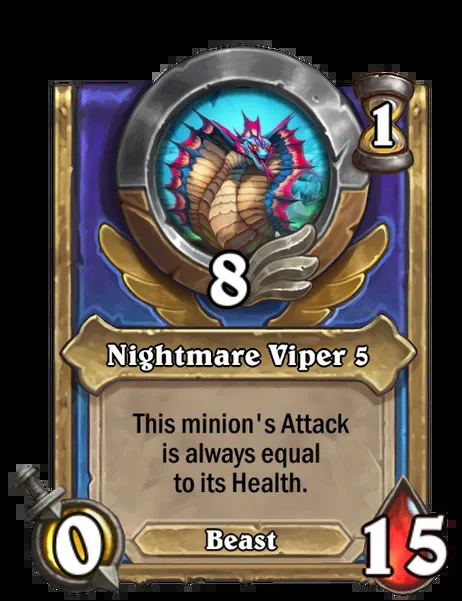 1
8
Nightmare Viper 5
This minion's Attack
is always equal
to its Health.
Beast
0
15